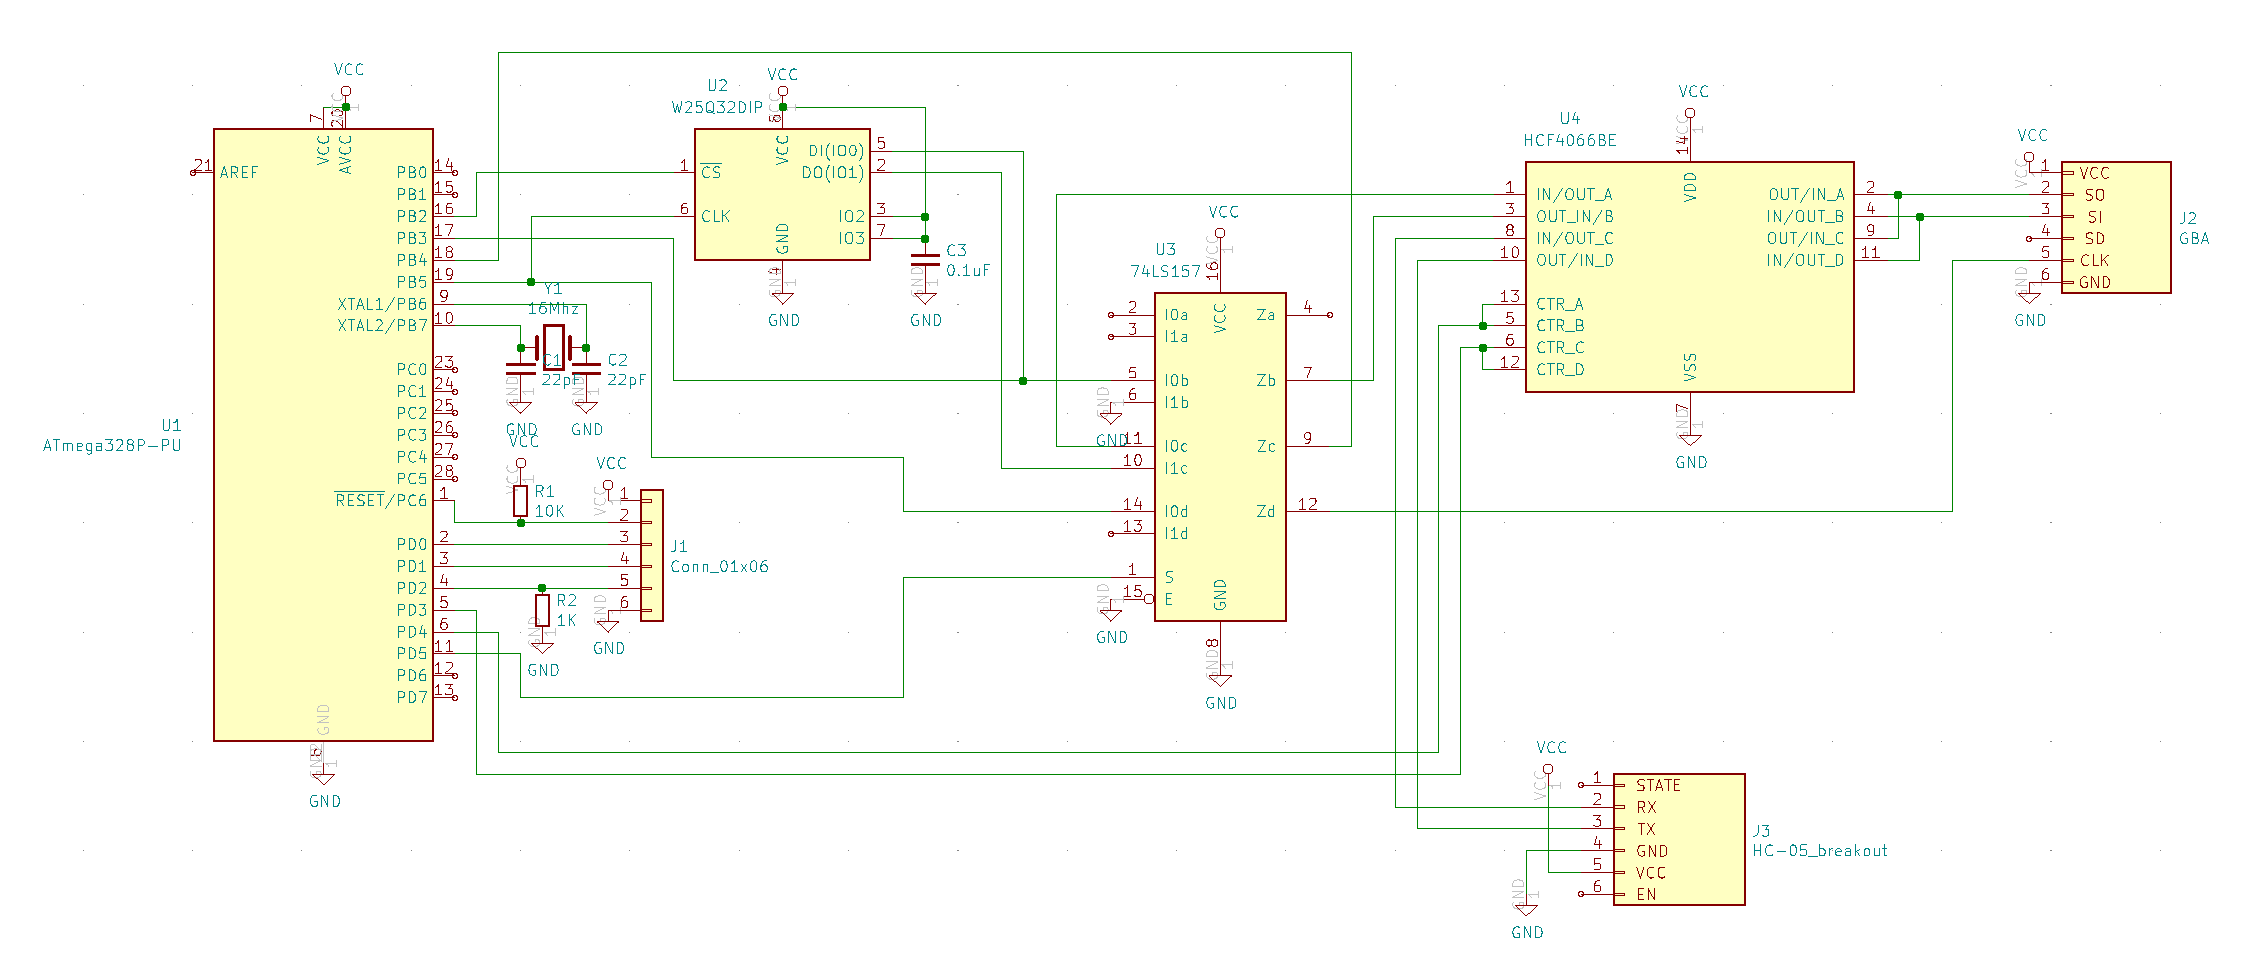 VCC
7
20
VCC
AVCC
21
AREF
PB0
14
PB1
15
PB2
16
PB3
17
PB4
18
PB5
19
XTAL1/PB6
9
XTAL2/PB7
10
PC0
23
PC1
24
PC2
25
PC3
26
PC4
27
PC5
28
RESET/PC6
1
PD0
2
PD1
3
PD2
4
PD3
5
PD4
6
PD5
11
PD6
12
PD7
13
U1
ATmega328P-PU
GND
8
GND
Y1
16Mhz
C1
22pF
C2
22pF
GND
GND
VCC
R1
10K
VCC
1
2
3
4
5
6
J1
Conn_01x06
R2
1K
GND
GND
U2
W25Q32DIP
VCC
8
VCC
1
CS
6
CLK
DI(IO0)
5
DO(IO1)
2
IO2
3
IO3
7
GND
4
GND
C3
0.1uF
GND
U3
74LS157
VCC
16
VCC
2
I0a
3
I1a
5
I0b
6
I1b
GND
11
I0c
10
I1c
14
I0d
13
I1d
1
S
15
E
GND
Za
4
Zb
7
Zc
9
Zd
12
GND
8
GND
U4
HCF4066BE
VCC
14
VDD
1
IN/OUT_A
3
OUT_IN/B
8
IN/OUT_C
10
OUT/IN_D
13
CTR_A
5
CTR_B
6
CTR_C
12
CTR_D
OUT/IN_A
2
IN/OUT_B
4
OUT/IN_C
9
IN/OUT_D
11
VSS
7
GND
VCC
1
VCC
2
SO
3
SI
4
SD
5
CLK
6
GND
J2
GBA
GND
VCC
1
STATE
2
RX
3
TX
4
GND
5
VCC
6
EN
J3
HC-05_breakout
GND